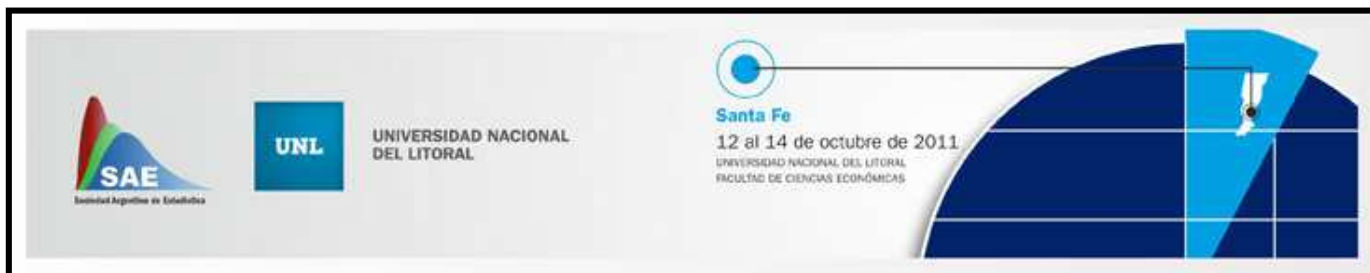 SAE
Sociedad Argentina de Estadística
UNL
UNIVERSIDAD NACIONAL
DEL LITORAL
Santa Fe
12 al 14 de octubre de 2011
UNIVERSIDAD NACIONAL DEL LITORAL
FACULTAD DE CIENCIAS ECONÓMICAS